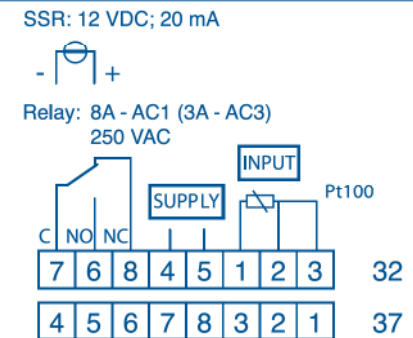 SSR: 12 VDC; 20 mA
- +
Relay: 8A - AC1 (3A - AC3)
250 VAC
INPUT
Pt100
SUPPLY
C NO NC
7 6 8 4 5 1 2 3 32
4 5 6 7 8 3 2 1 37